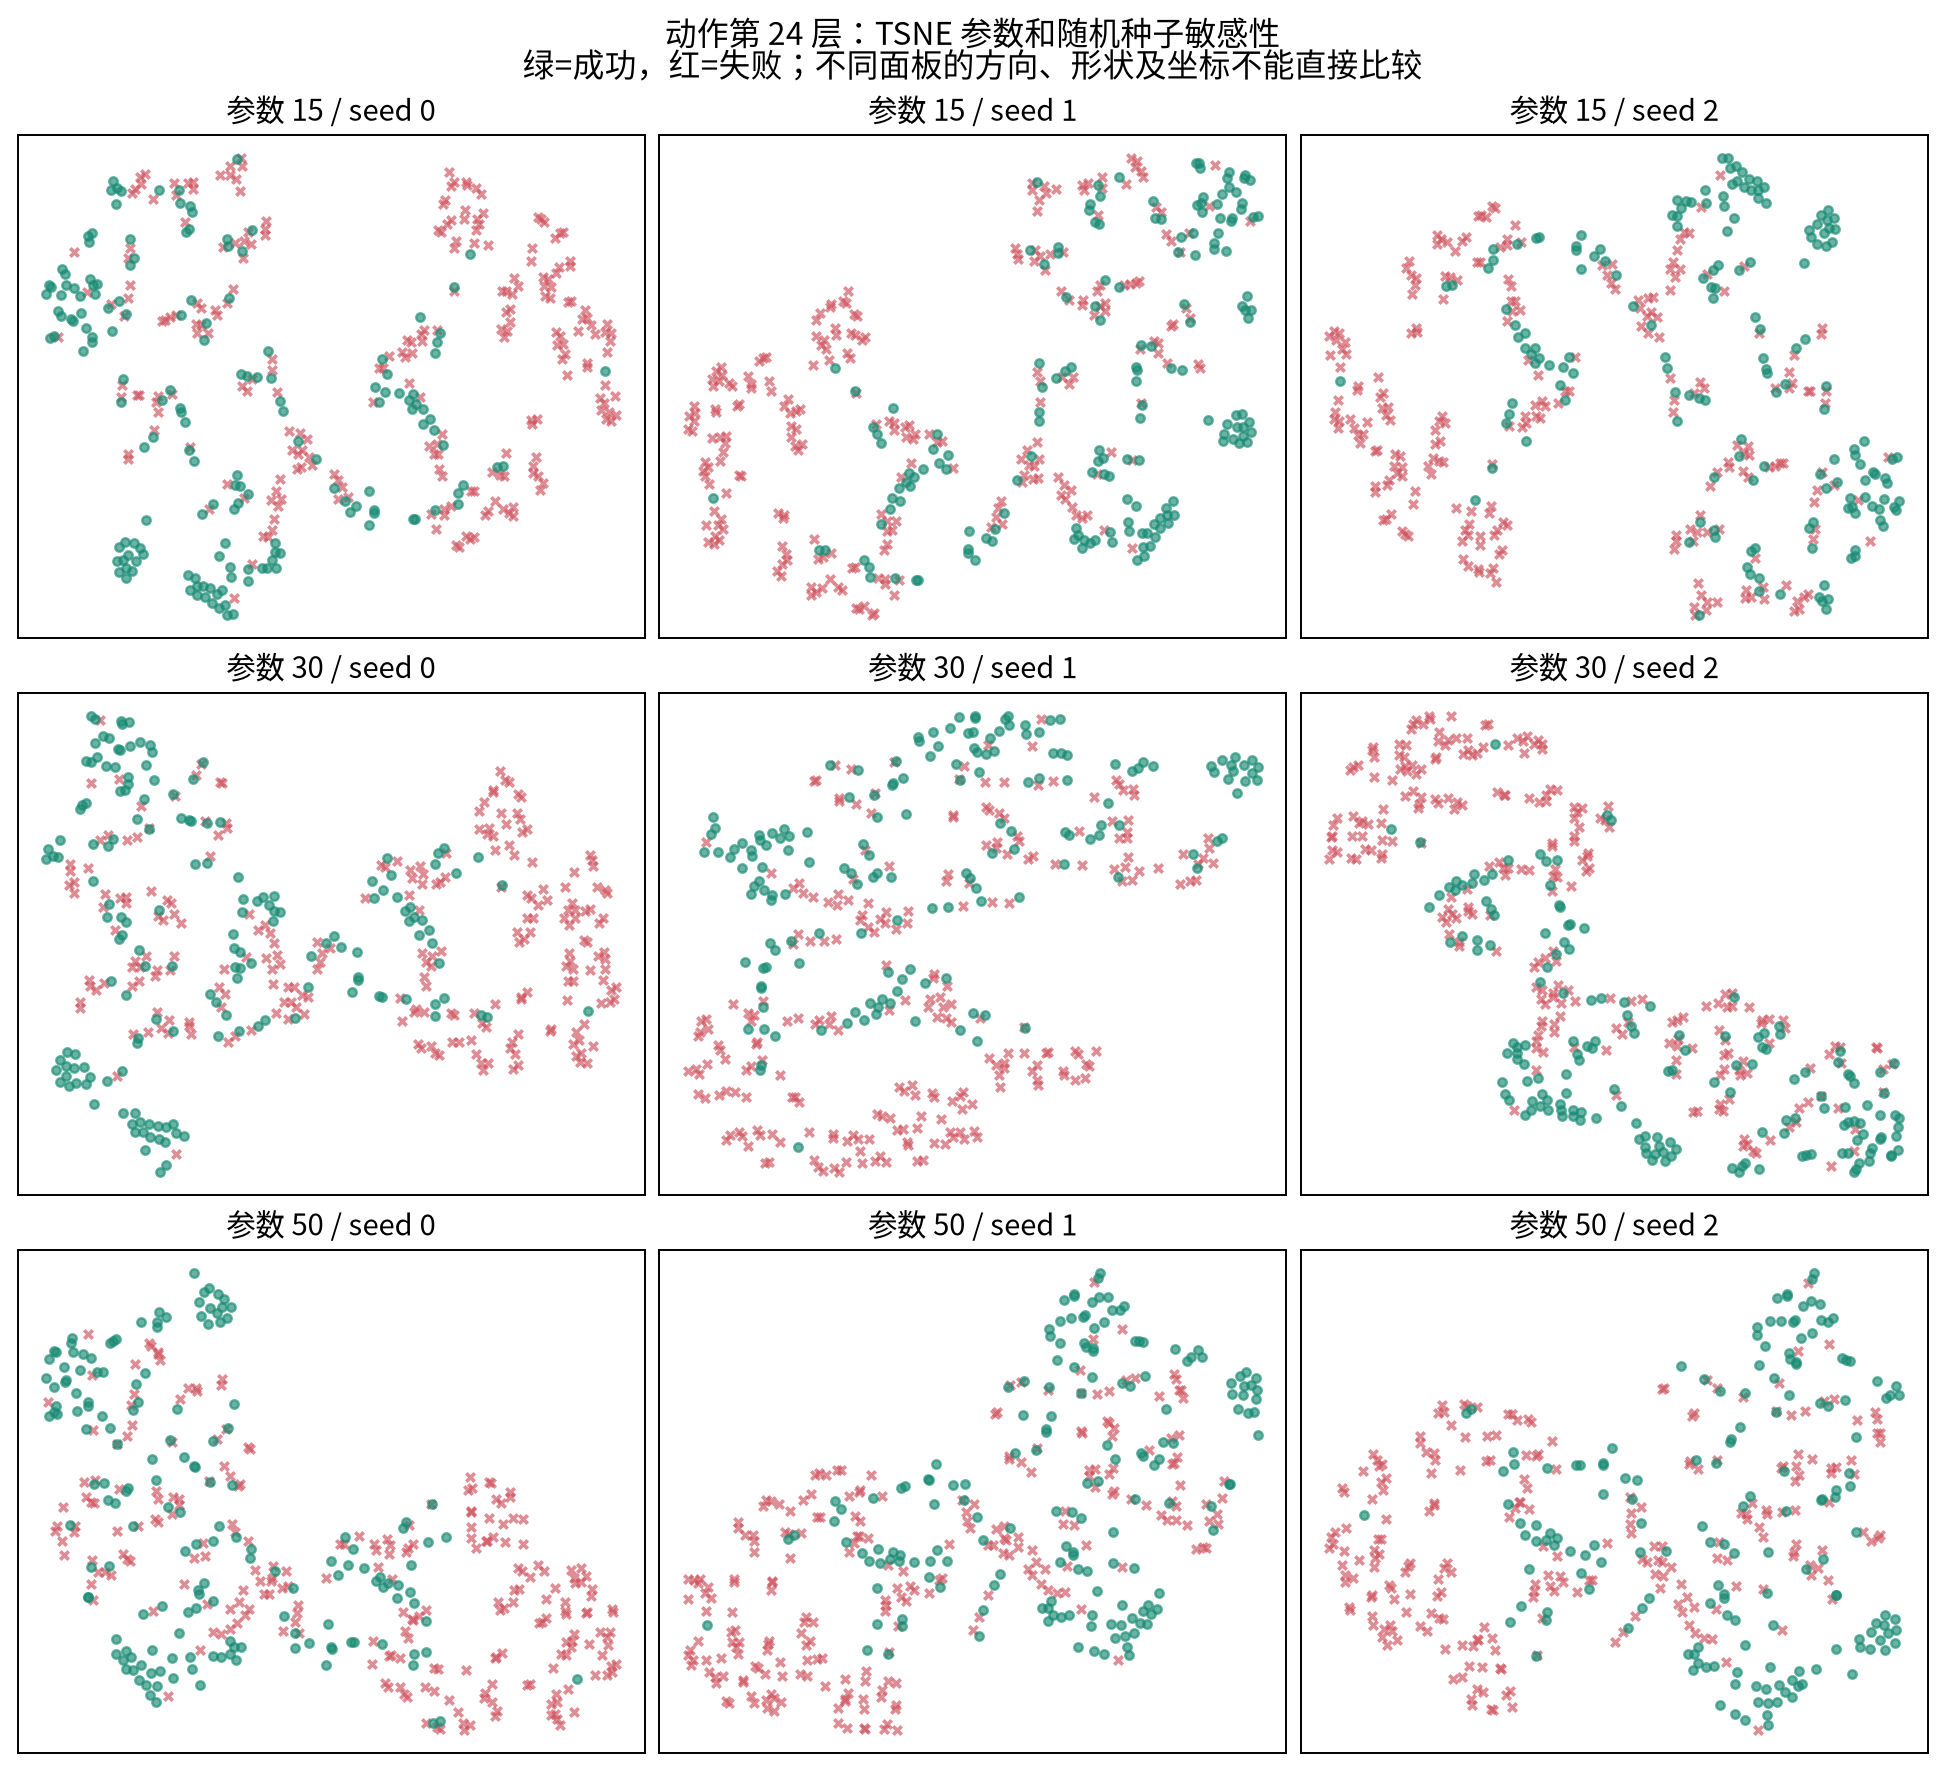 动作第 24 层：TSNE 参数和随机种子敏感性
绿=成功，红=失败；不同面板的方向、形状及坐标不能直接比较
参数 15 / seed 0
参数 15 / seed 1
参数 15 / seed 2
参数 30 / seed 0
参数 30 / seed 1
参数 30 / seed 2
参数 50 / seed 0
参数 50 / seed 1
参数 50 / seed 2